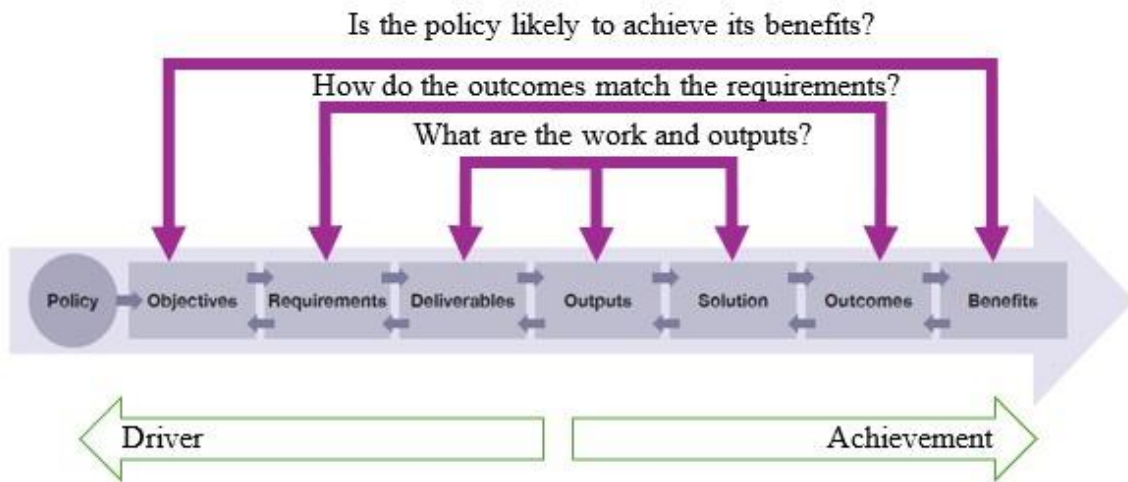 Is the policy likely to achieve its benefits?
How do the outcomes match the requirements?
What are the work and outputs?
Policy Objectives Requirements Deliverables Outputs Solution Outcomes Benefits
Driver Achievement